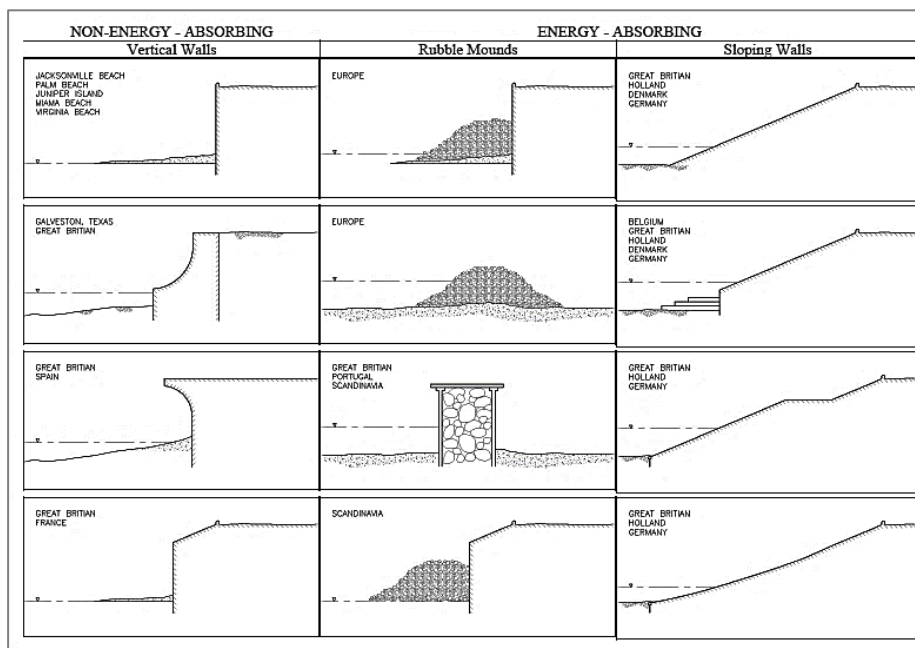 NON-ENERGY - ABSORBING
ENERGY - ABSORBING
Vertical Walls
Rubble Mounds
Sloping Walls
JACKSONVILLE BEACH
PALM BEACH
JUNIPER ISLAND
MIAMA BEACH
VIRGINIA BEACH
EUROPE
GREAT BRITIAN
HOLLAND
DENMARK
GERMANY
GALVESTON, TEXAS
GREAT BRITIAN
EUROPE
BELGIUM
GREAT BRITIAN
HOLLAND
DENMARK
GERMANY
GREAT BRITIAN
SPAIN
GREAT BRITIAN
PORTUGAL
SCANDINAVIA
GREAT BRITIAN
HOLLAND
GERMANY
GREAT BRITIAN
FRANCE
SCANDINAVIA
GREAT BRITIAN
HOLLAND
GERMANY